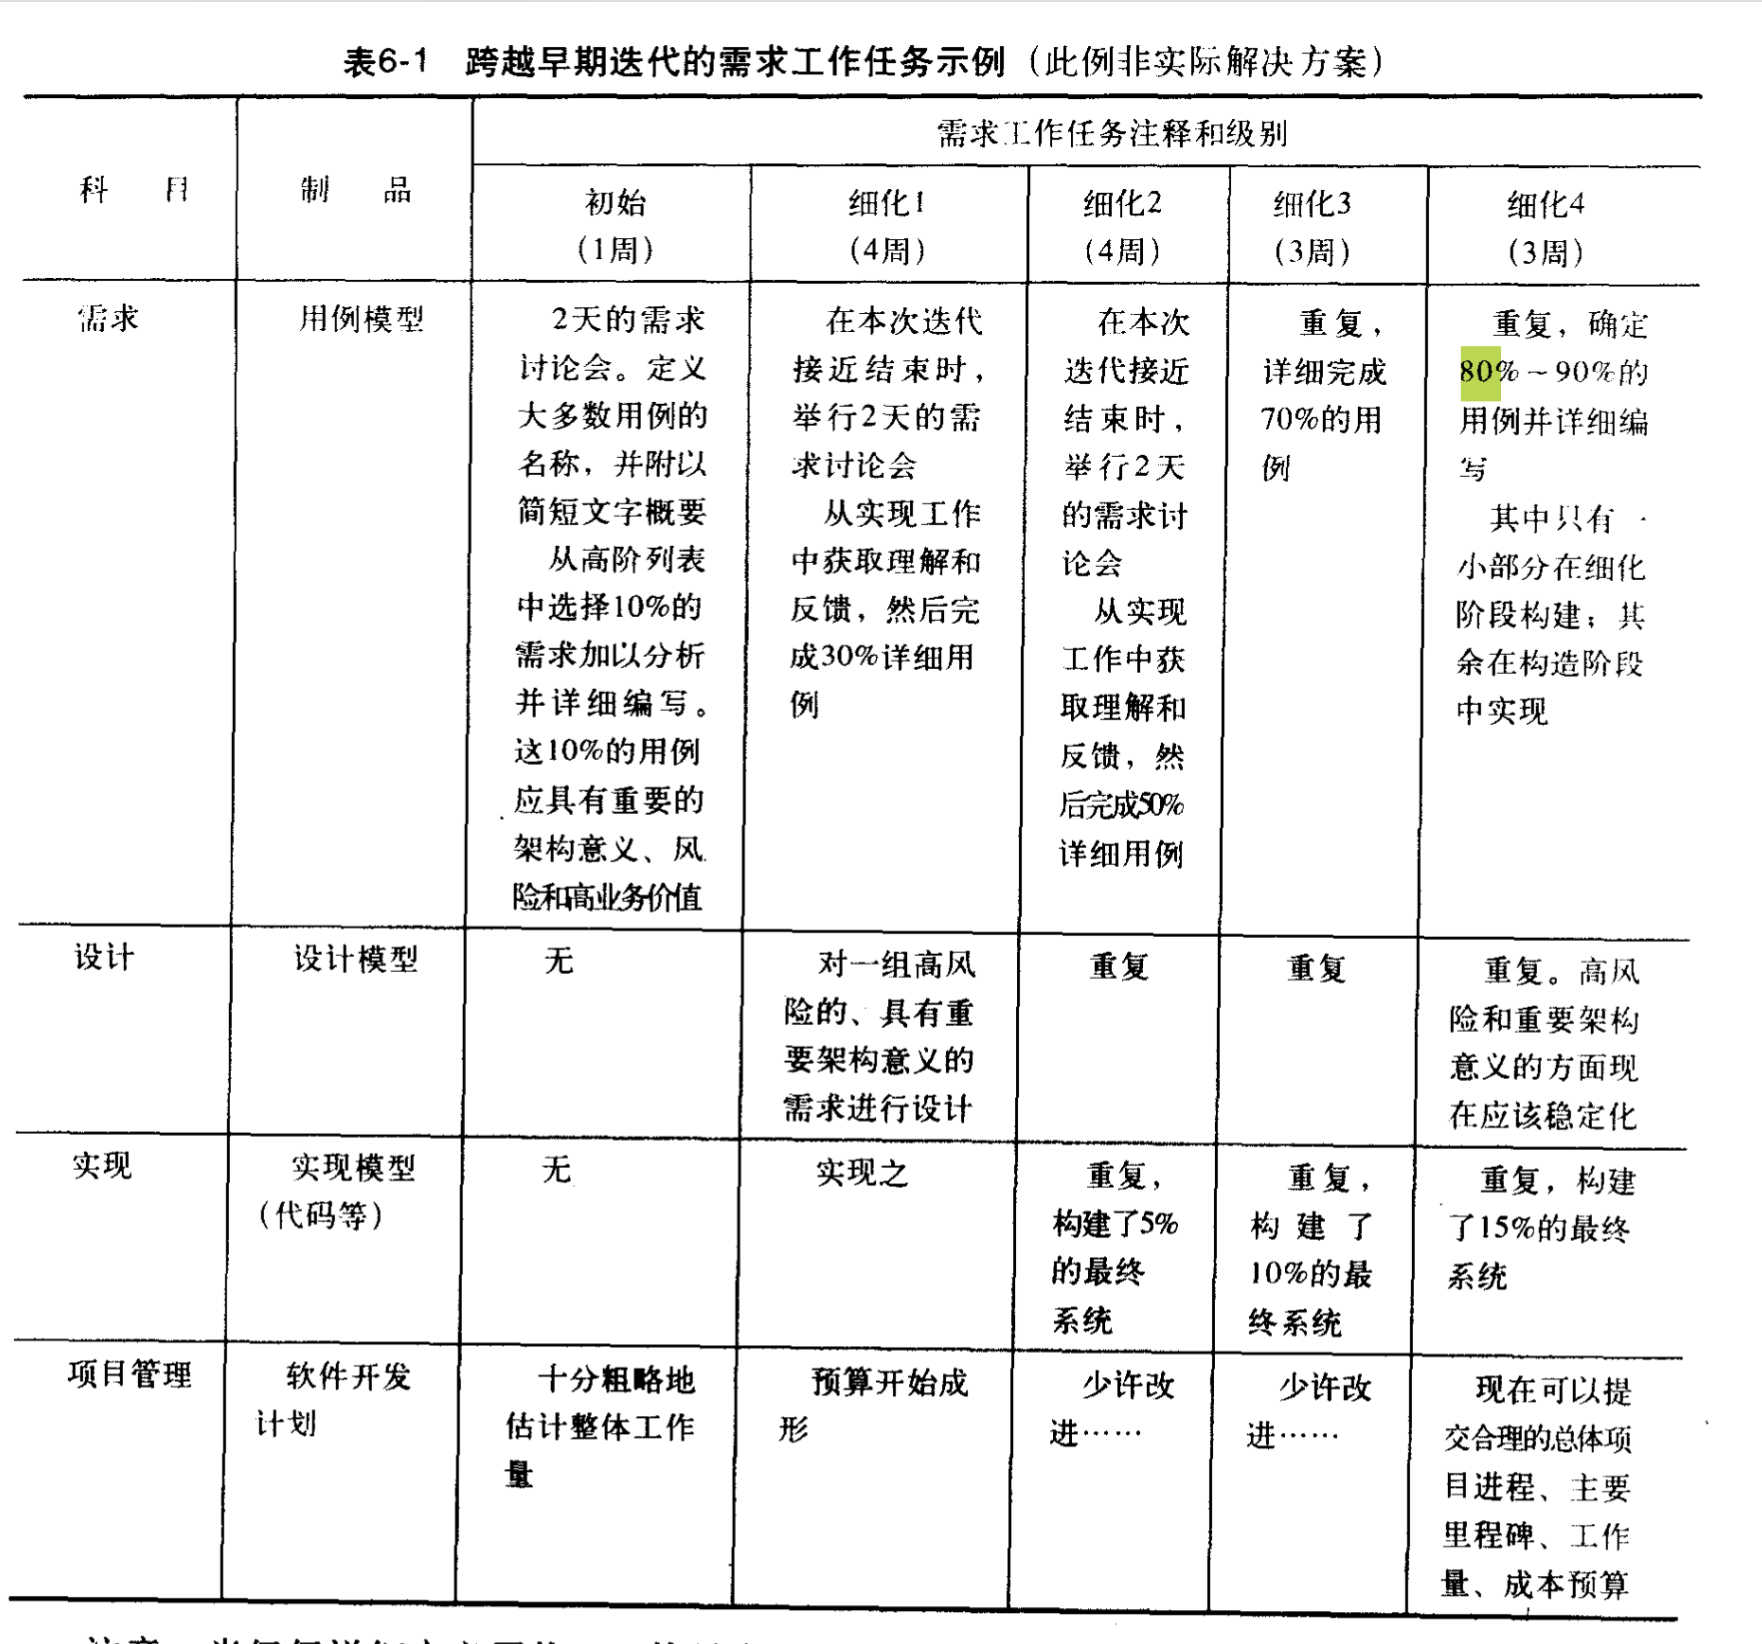 表6-1 跨越早期迭代的需求工作任务示例（此例非实际解决方案）
科 目
制 品
需求工作任务注释和级别
初始
（1周）
细化1
（4周）
细化2
（4周）
细化3
（3周）
细化4
（3周）
需求
用例模型
2天的需求
讨论会。定义
大多数用例的
名称，并附以
简短文字概要
从高阶列表
中选择10%的
需求加以分析
并详细编写。
这10%的用例
应具有重要的
架构意义、风
险和高业务价值
在本次迭代
接近结束时，
举行2天的需
求讨论会
从实现工作
中获取理解和
反馈，然后完
成30%详细用
例
在本次
迭代接近
结束时，
举行2天
的需求讨
论会
从实现
工作中获
取理解和
反馈，然
后完成50%
详细用例
重复，
详细完成
70%的用
例
重复，确定
80%～90%的
用例并详细编
写
其中只有一
小部分在细化
阶段构建；其
余在构造阶段
中实现
设计
设计模型
无
对一组高风
险的、具有重
要架构意义的
需求进行设计
重复
重复
重复。高风
险和重要架构
意义的方面现
在应该稳定化
实现
实现模型
（代码等）
无
实现之
重复，
构建了5%
的最终
系统
重复，
构建了
10%的最
终系统
重复，构建
了15%的最终
系统
项目管理
软件开发
计划
十分粗略地
估计整体工作
量
预算开始成
形
少许改
进……
少许改
进……
现在可以提
交合理的总体项
目进程、主要
里程碑、工作
量、成本预算